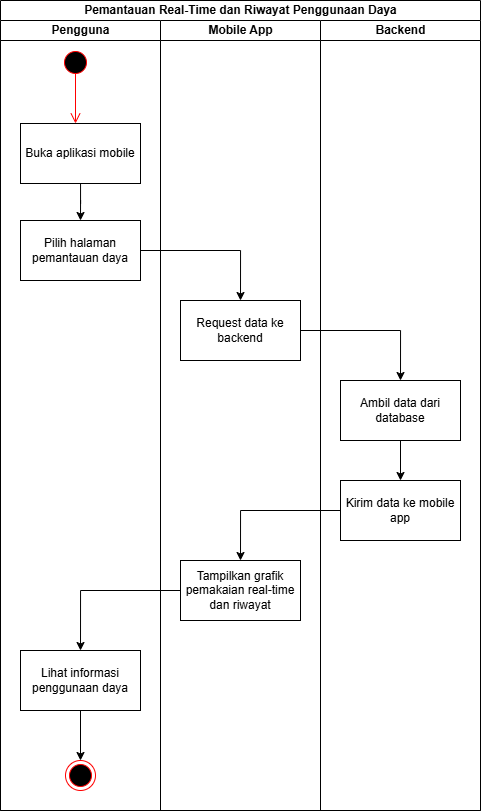 Pemantauan Real-Time dan Riwayat Penggunaan Daya
Pengguna
Mobile App
Backend
Buka aplikasi mobile
Pilih halaman
pemantauan daya
Request data ke
backend
Ambil data dari
database
Kirim data ke mobile
app
Tampilkan grafik
pemakaian real-time
dan riwayat
Lihat informasi
penggunaan daya